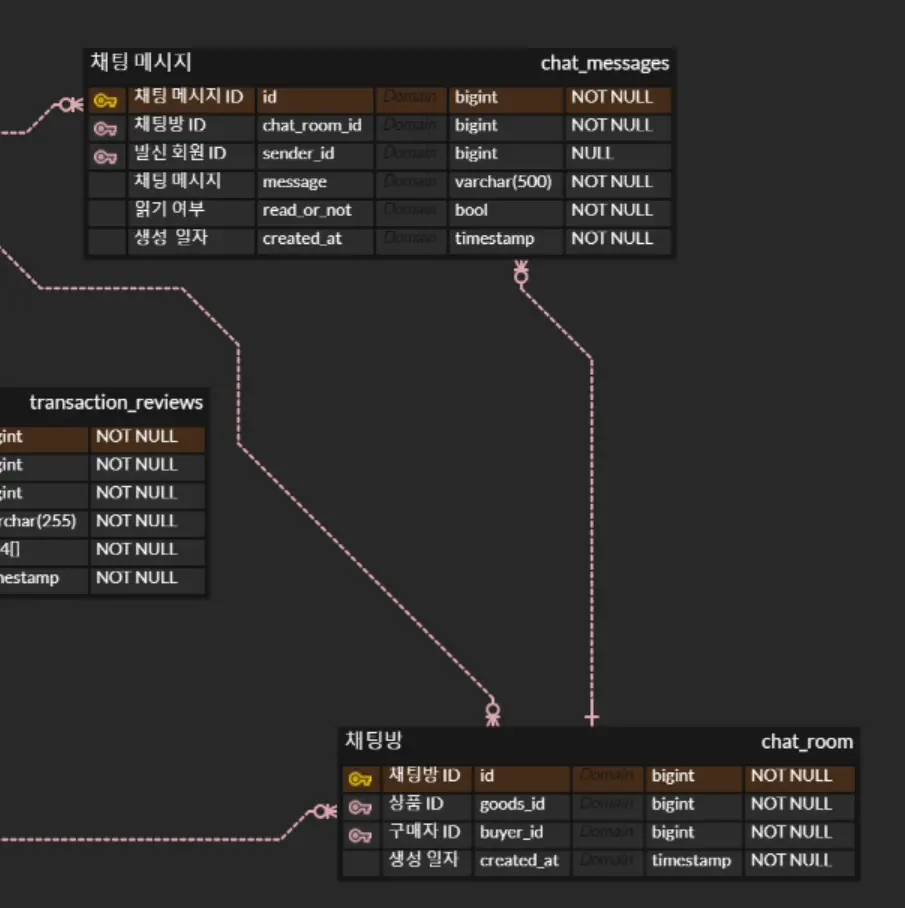 채팅 메시지 chat_messages
채팅 메시지 ID id Domain bigint NOT NULL
채팅방 ID chat_room_id Domain bigint NOT NULL
발신 회원 ID sender_id Domain bigint NULL
채팅 메시지 message Domain varchar(500) NOT NULL
읽기 여부 read_or_not Domain bool NOT NULL
생성 일자 created_at Domain timestamp NOT NULL
transaction_reviews
gint NOT NULL
gint NOT NULL
gint NOT NULL
rchar(255) NOT NULL
4[] NOT NULL
nestamp NOT NULL
채팅방 chat_room
채팅방 ID id Domain bigint NOT NULL
상품 ID goods_id Domain bigint NOT NULL
구매자 ID buyer_id Domain bigint NOT NULL
생성 일자 created_at Domain timestamp NOT NULL